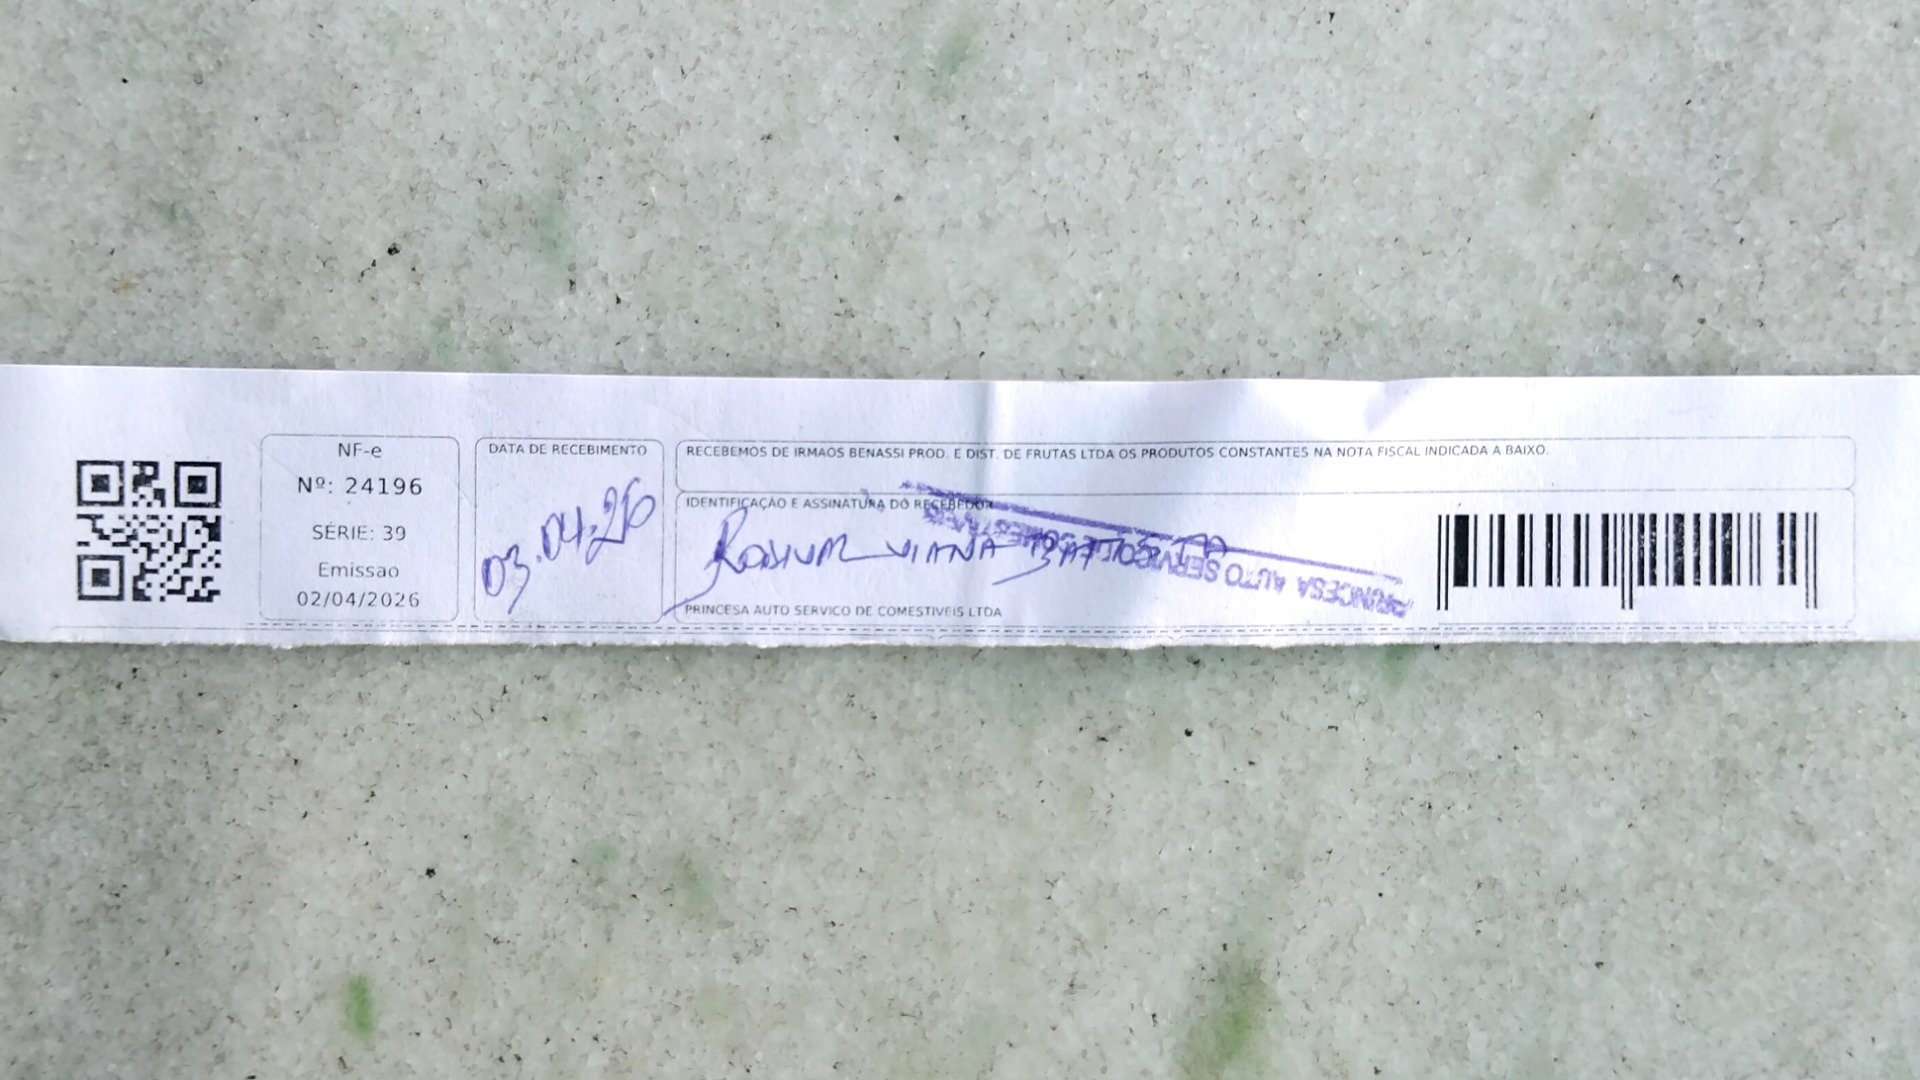 NF-e
Nº: 24196
SÉRIE: 39
Emissao
02/04/2026
DATA DE RECEBIMENTO
03.04.26
RECEBEMOS DE IRMAOS BENASSI PROD. E DIST. DE FRUTAS LTDA OS PRODUTOS CONSTANTES NA NOTA FISCAL INDICADA A BAIXO.
IDENTIFICAÇÃO E ASSINATURA DO RECEBEDOR
VIANA
PRINCESA AUTO SERVICO DE COMESTIVEIS LTDA
PRINCESA AUTO SERVIÇO